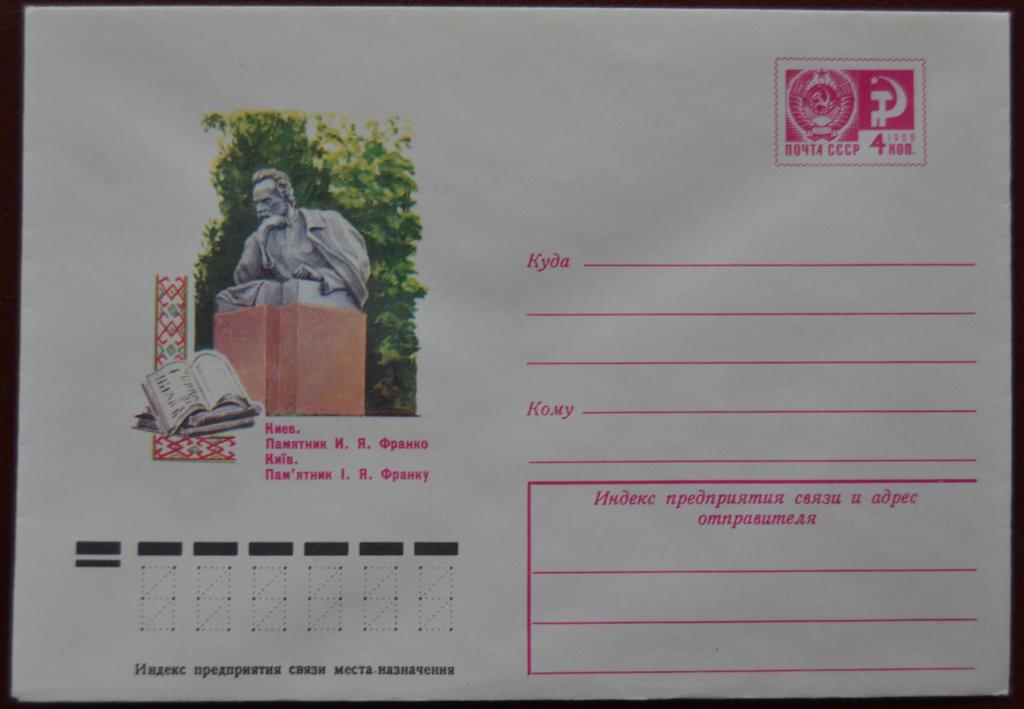 1966
ПОЧТА СССР 4 КОП.
Куда
Кому
Киев.
Памятник И. Я. Франко
Київ.
Пам'ятник І. Я. Франку
Индекс предприятия связи и адрес
отправителя
Индекс предприятия связи места назначения